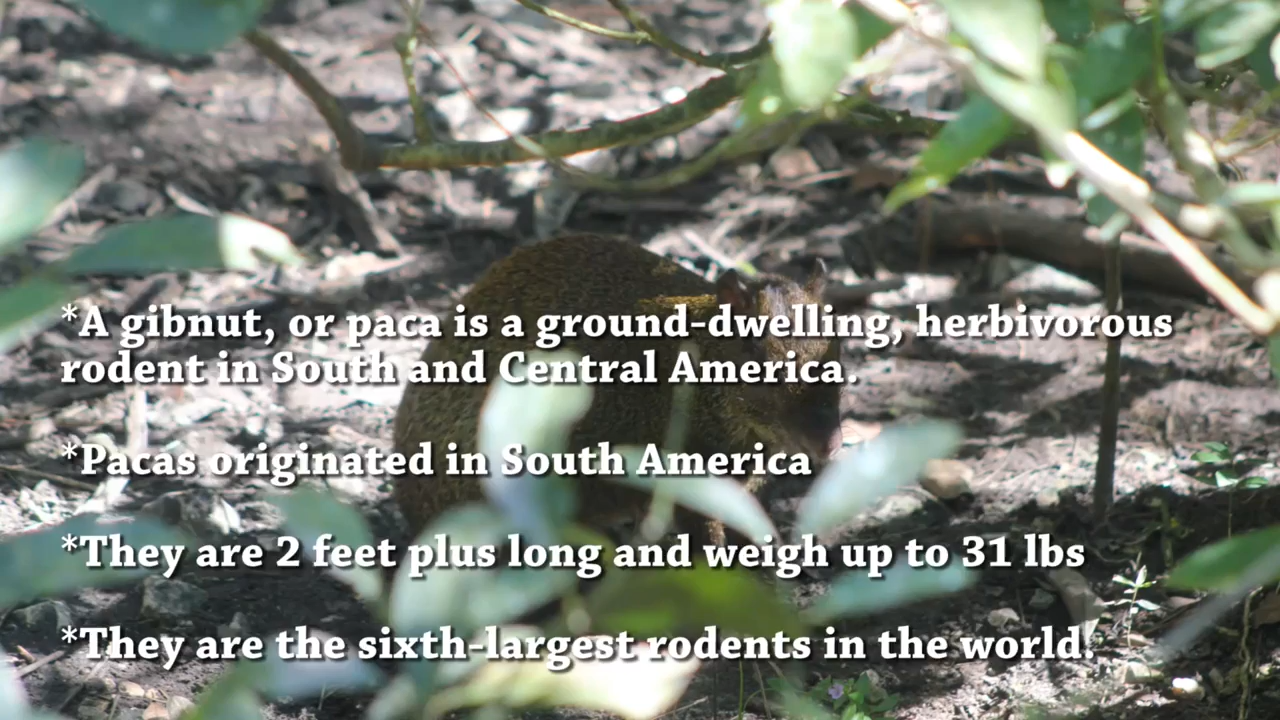 *A gibnut, or paca is a ground-dwelling, herbivorous
rodent in South and Central America.
*Pacas originated in South America
*They are 2 feet plus long and weigh up to 31 lbs
*They are the sixth-largest rodents in the world!